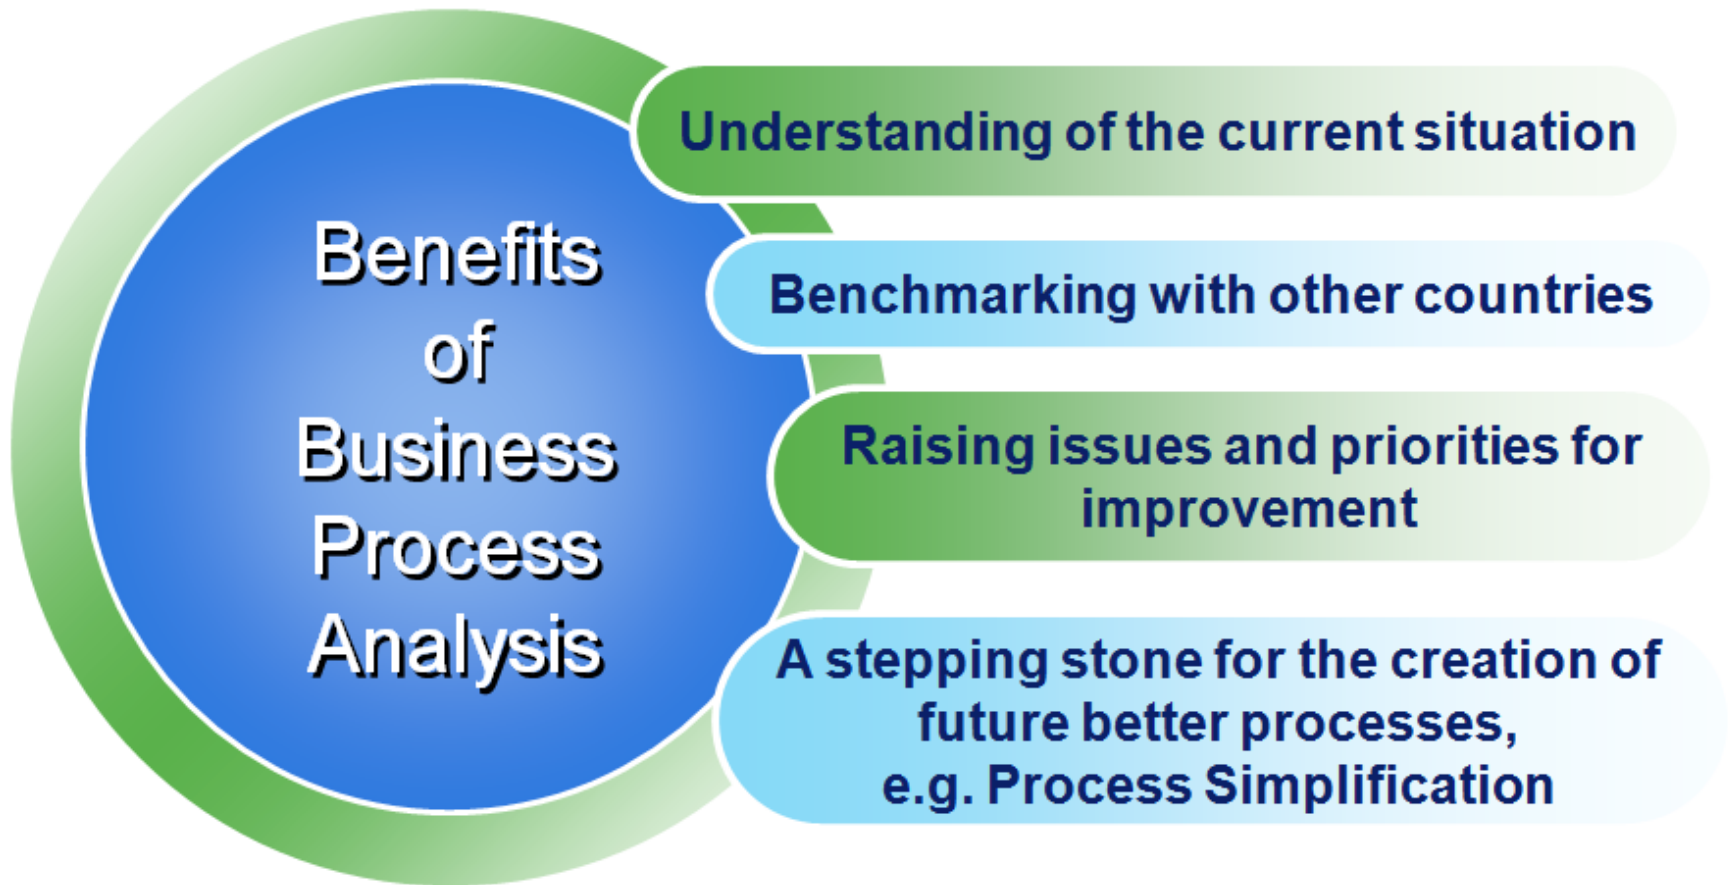 Benefits
of
Business
Process
Analysis
Understanding of the current situation
Benchmarking with other countries
Raising issues and priorities for
improvement
A stepping stone for the creation of
future better processes,
e.g. Process Simplification